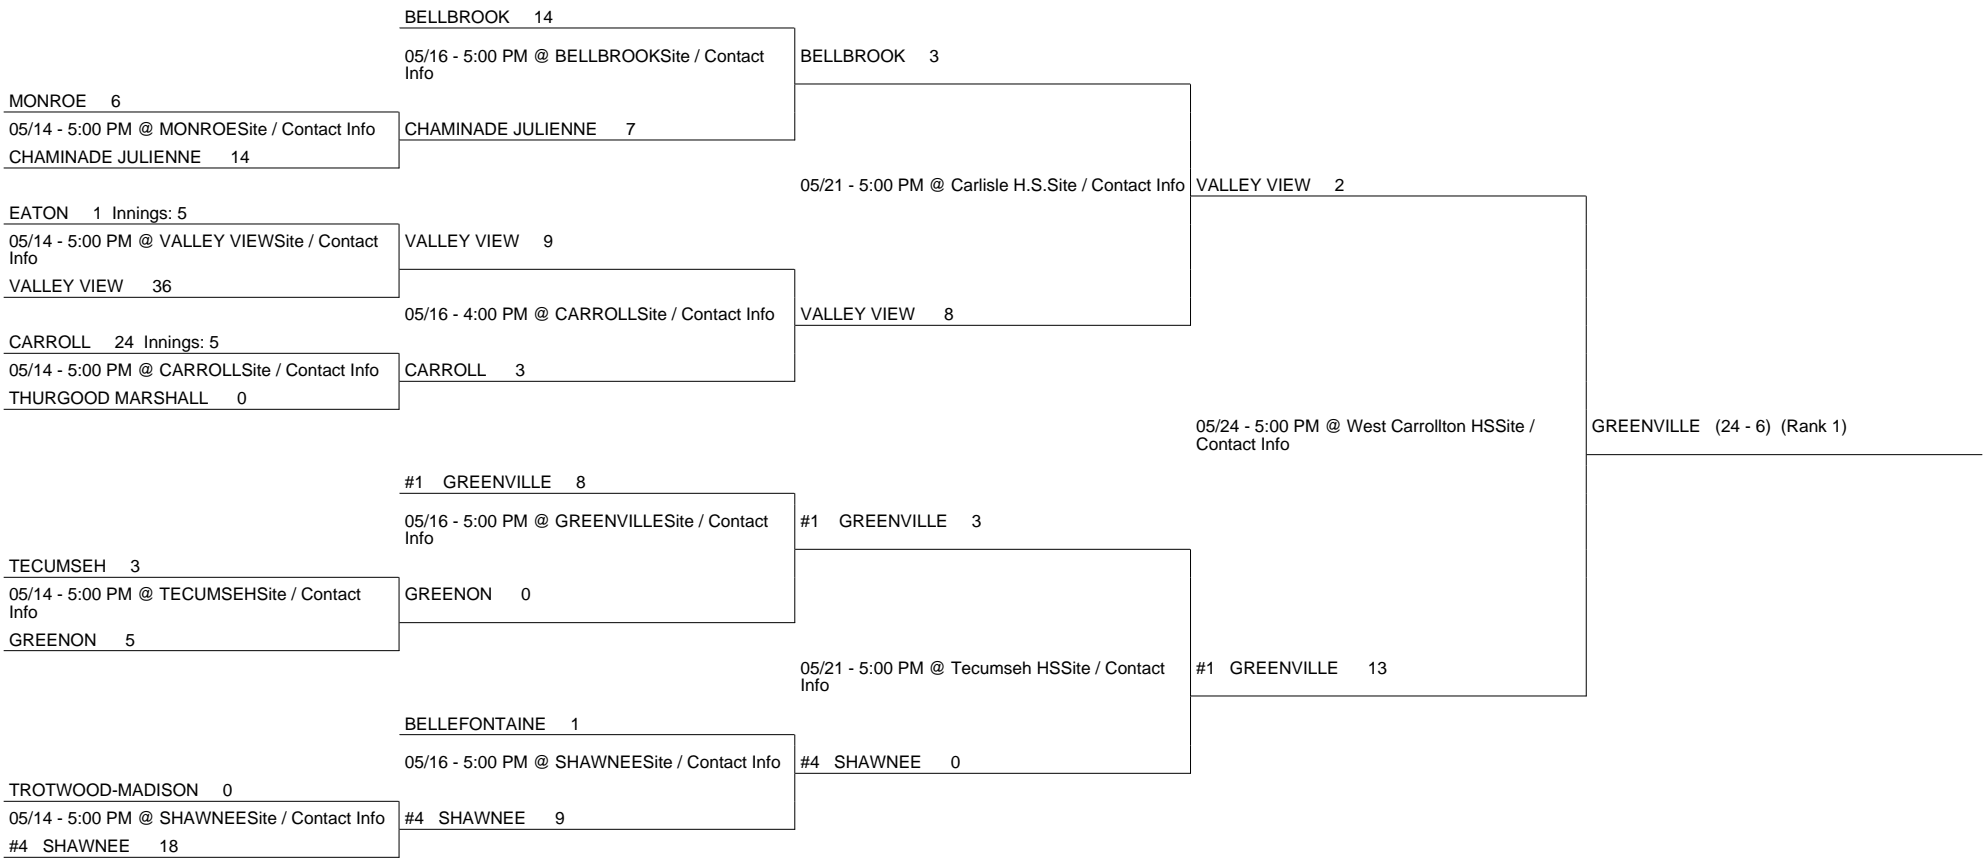 BELLBROOK 14
05/16 - 5:00 PM @ BELLBROOKSite / Contact
Info
BELLBROOK 3
MONROE 6
05/14 - 5:00 PM @ MONROESite / Contact Info
CHAMINADE JULIENNE 14
CHAMINADE JULIENNE 7
05/21 - 5:00 PM @ Carlisle H.S.Site / Contact Info
VALLEY VIEW 2
EATON 1 Innings: 5
05/14 - 5:00 PM @ VALLEY VIEWSite / Contact
Info
VALLEY VIEW 36
VALLEY VIEW 9
05/16 - 4:00 PM @ CARROLLSite / Contact Info
VALLEY VIEW 8
CARROLL 24 Innings: 5
05/14 - 5:00 PM @ CARROLLSite / Contact Info
THURGOOD MARSHALL 0
CARROLL 3
05/24 - 5:00 PM @ West Carrollton HSSite /
Contact Info
GREENVILLE (24 - 6) (Rank 1)
#1 GREENVILLE 8
05/16 - 5:00 PM @ GREENVILLESite / Contact
Info
#1 GREENVILLE 3
TECUMSEH 3
05/14 - 5:00 PM @ TECUMSEHSite / Contact
Info
GREENON 5
GREENON 0
05/21 - 5:00 PM @ Tecumseh HSSite / Contact
Info
#1 GREENVILLE 13
BELLEFONTAINE 1
05/16 - 5:00 PM @ SHAWNEESite / Contact Info
#4 SHAWNEE 0
TROTWOOD-MADISON 0
05/14 - 5:00 PM @ SHAWNEESite / Contact Info
#4 SHAWNEE 18
#4 SHAWNEE 9